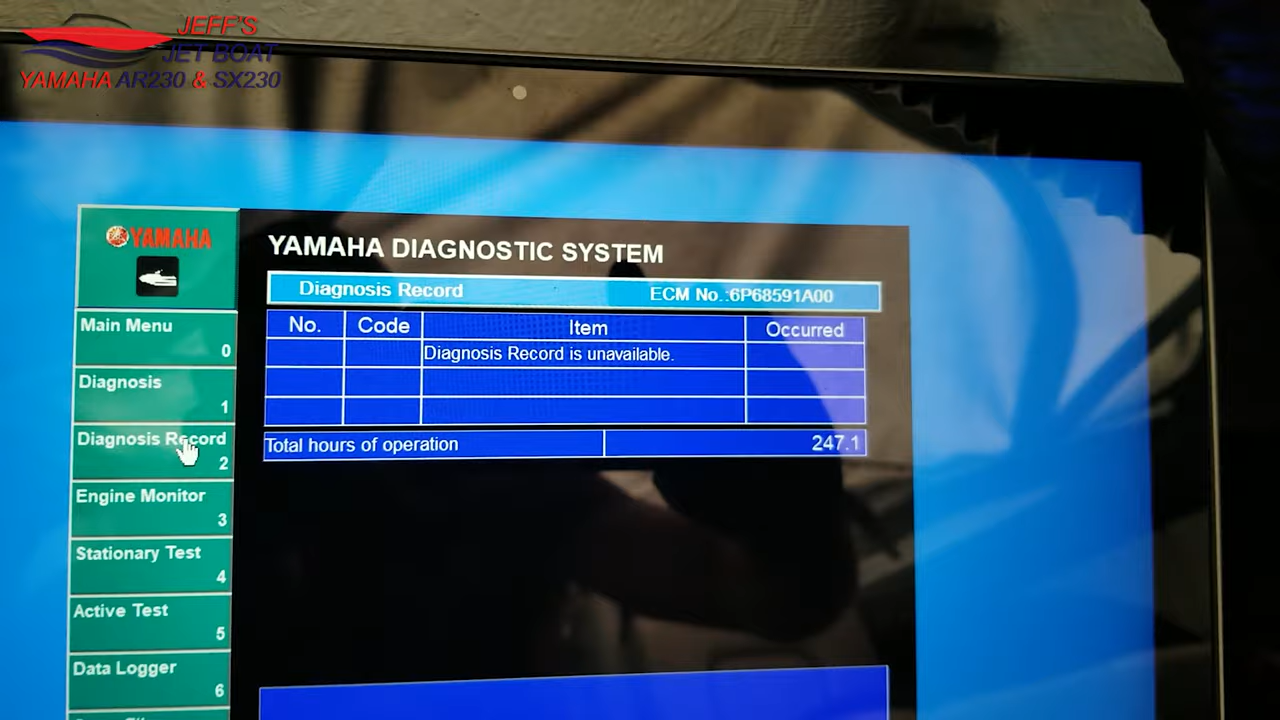 JEFF'S
JET BOAT
YAMAHA AR230 & SX230
YAMAHA
YAMAHA DIAGNOSTIC SYSTEM
Diagnosis Record ECM No.:6P68591A00
No. Code Item Occurred
Diagnosis Record is unavailable.
Total hours of operation 247.1
Main Menu
0
Diagnosis
1
Diagnosis Record
2
Engine Monitor
3
Stationary Test
4
Active Test
5
Data Logger
6